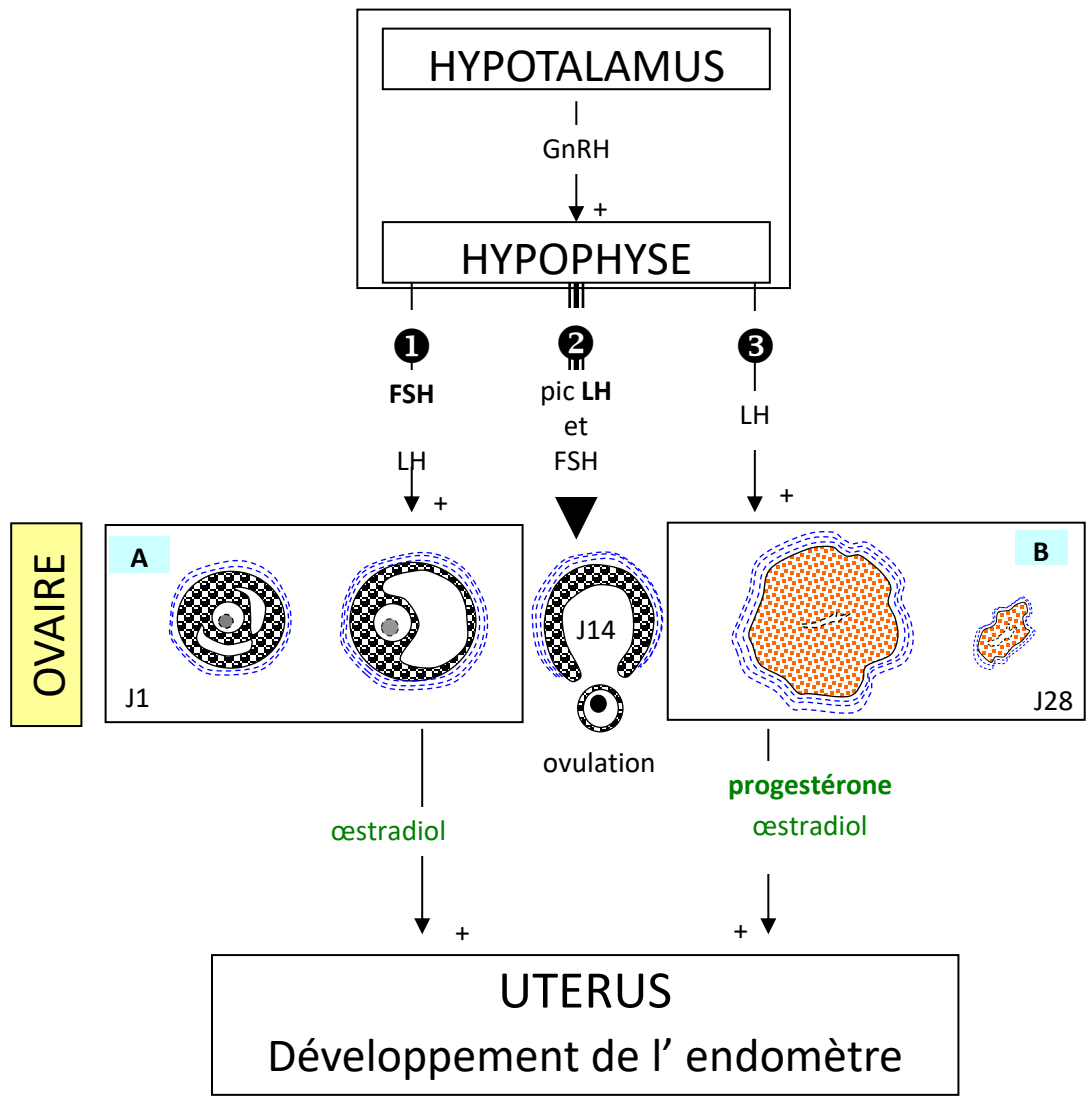 HYPOTALAMUS
GnRH
+
HYPOPHYSE
❶
FSH
LH
+
❷
pic LH
et
FSH
❸
LH
+
OVAIRE
A
J1
J14
ovulation
B
J28
œstradiol
+
progestérone
œstradiol
+
UTERUS
Développement de l’ endomètre